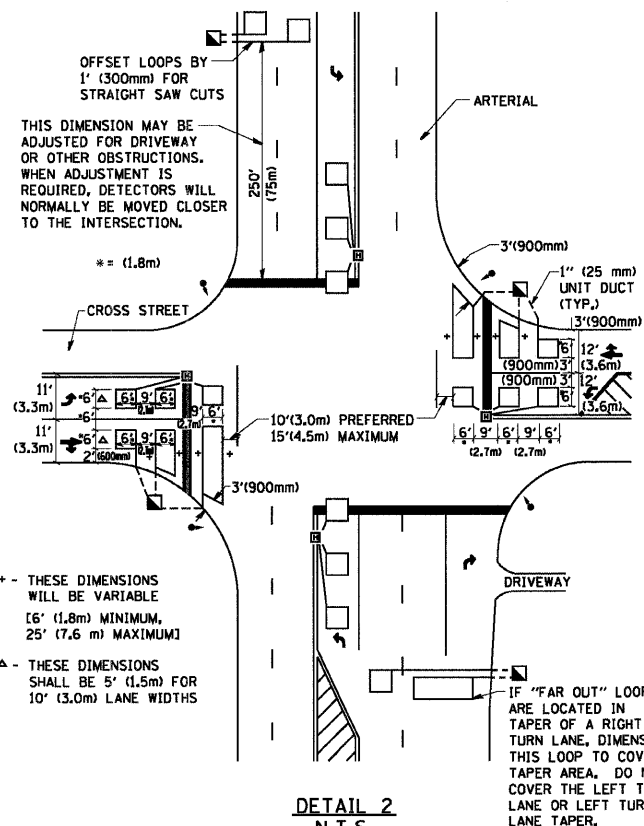 OFFSET LOOPS BY
1' (300mm) FOR
STRAIGHT SAW CUTS
ARTERIAL
THIS DIMENSION MAY BE
ADJUSTED FOR DRIVEWAY
OR OTHER OBSTRUCTIONS.
WHEN ADJUSTMENT IS
REQUIRED, DETECTORS WILL
NORMALLY BE MOVED CLOSER
TO THE INTERSECTION.
250'
(75m)
* = (1.8m)
3'(900mm)
1" (25 mm)
UNIT DUCT
(TYP.)
CROSS STREET
3'(900mm)
H
6'
12'
(3.6m)
(900mm) 3'
(900mm) 3'
12'
(3.6m)
6'
H
6' 9' 6' 9' 6'
* (2.7m) * (2.7m) *
H
11'
(3.3m)
*6'
6' 9' 6'
9' 6'
(2.7m) *
*6'
11'
(3.3m)
*6'
6' 9' 6'
2' (600mm)
10'(3.0m) PREFERRED
15'(4.5m) MAXIMUM
3'(900mm)
H
+ - THESE DIMENSIONS
WILL BE VARIABLE
[6' (1.8m) MINIMUM,
25' (7.6 m) MAXIMUM]
DRIVEWAY
△ - THESE DIMENSIONS
SHALL BE 5' (1.5m) FOR
10' (3.0m) LANE WIDTHS
IF "FAR OUT" LOOP
ARE LOCATED IN
TAPER OF A RIGHT
TURN LANE, DIMENS
THIS LOOP TO COV
TAPER AREA. DO N
COVER THE LEFT T
LANE OR LEFT TUR
LANE TAPER.
DETAIL 2
N.T.S.